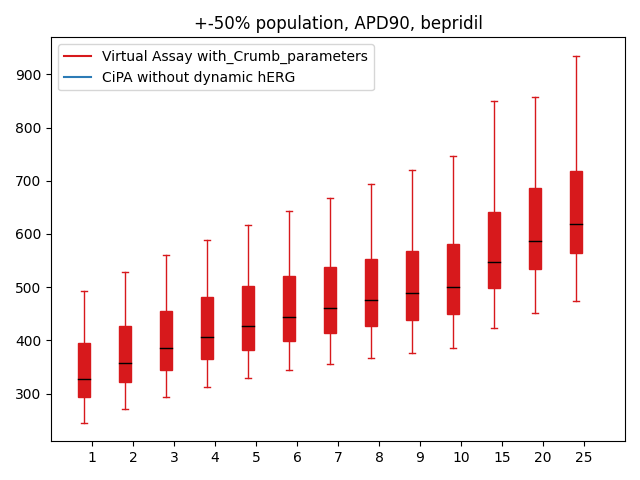 +-50% population, APD90, bepridil
Virtual Assay with_Crumb_parameters
CiPA without dynamic hERG
900
800
700
600
500
400
300
1 2 3 4 5 6 7 8 9 10 15 20 25